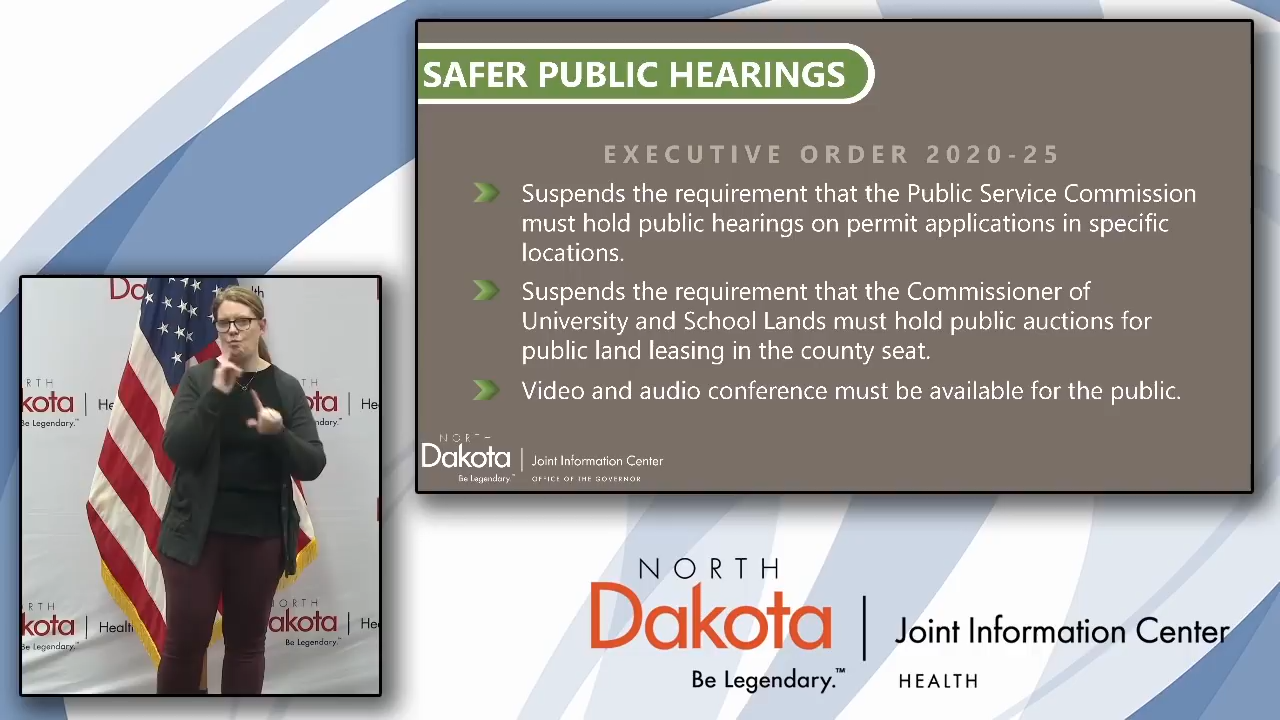 SAFER PUBLIC HEARINGS
EXECUTIVE ORDER 2020-25
Suspends the requirement that the Public Service Commission
must hold public hearings on permit applications in specific
locations.
Suspends the requirement that the Commissioner of
University and School Lands must hold public auctions for
public land leasing in the county seat.
Video and audio conference must be available for the public.
NORTH
Dakota | Joint Information Center
Be Legendary.™ OFFICE OF THE GOVERNOR
NORTH
Dakota | Joint Information Center
Be Legendary.™ HEALTH